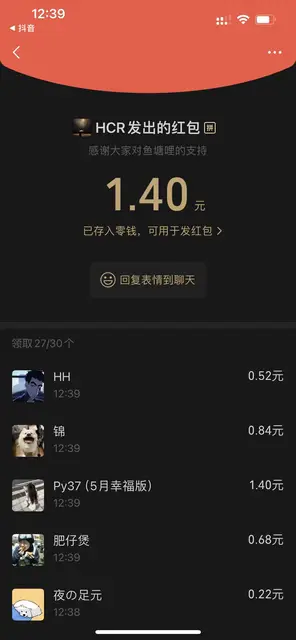 12:39
抖音
HCR发出的红包 拼
感谢大家对鱼塘哩的支持
1.40 元
已存入零钱，可用于发红包
回复表情到聊天
领取27/30个
HH 0.52元
12:39
锦 0.84元
12:39
Py37（5月幸福版） 1.40元
12:39
肥仔煲 0.68元
12:39
夜の足元 0.22元
12:38